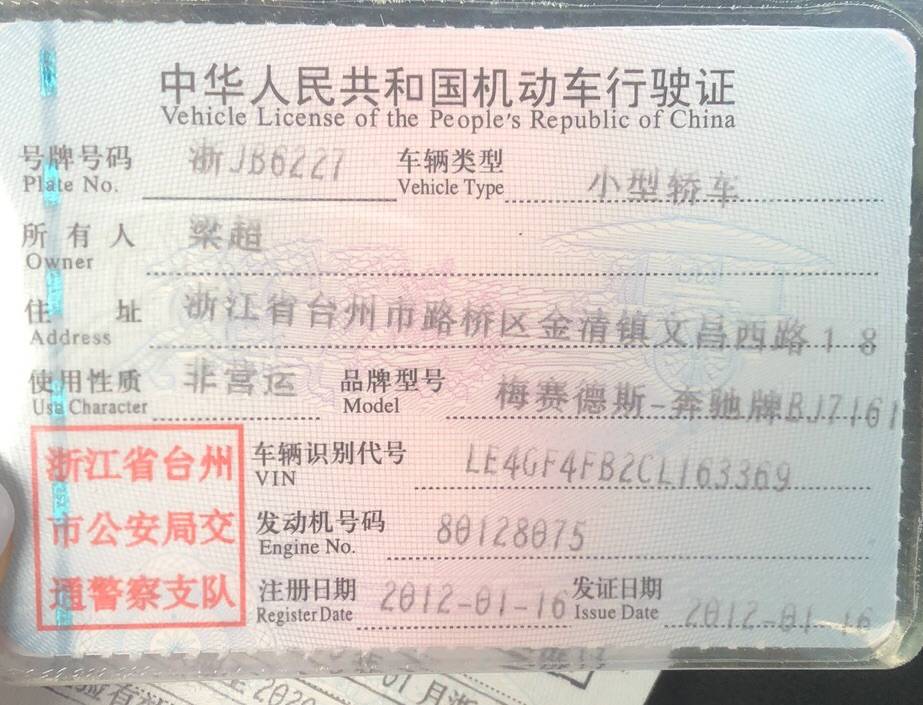 中华人民共和国机动车行驶证
Vehicle License of the People's Republic of China
号牌号码 浙JB6227 车辆类型 小型轿车
Plate No. Vehicle Type
所有人 梁超
Owner
住址 浙江省台州市路桥区金清镇文昌西路18
Address
使用性质 非营运 品牌型号 梅赛德斯-奔驰牌BJ7161
Use Character Model
浙江省台州
市公安局交
通警察支队
车辆识别代号 LE4GF4FB2CL163369
VIN
发动机号码 80128075
Engine No.
注册日期 2012-01-16 发证日期 2012-01-16
Register Date Issue Date